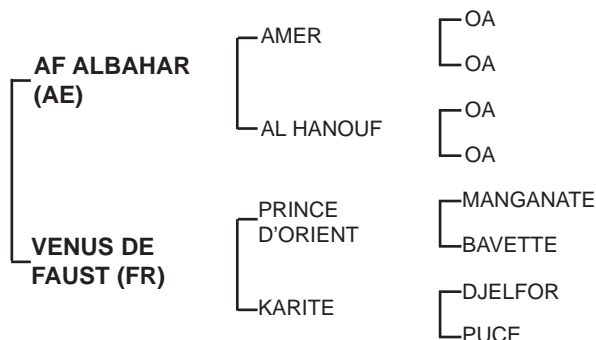 AF ALBAHAR
(AE)
VENUS DE
FAUST (FR)
AMER
AL HANOUF
PRINCE
D'ORIENT
KARITE
OA
OA
OA
OA
MANGANATE
BAVETTE
DJELFOR
PUCE